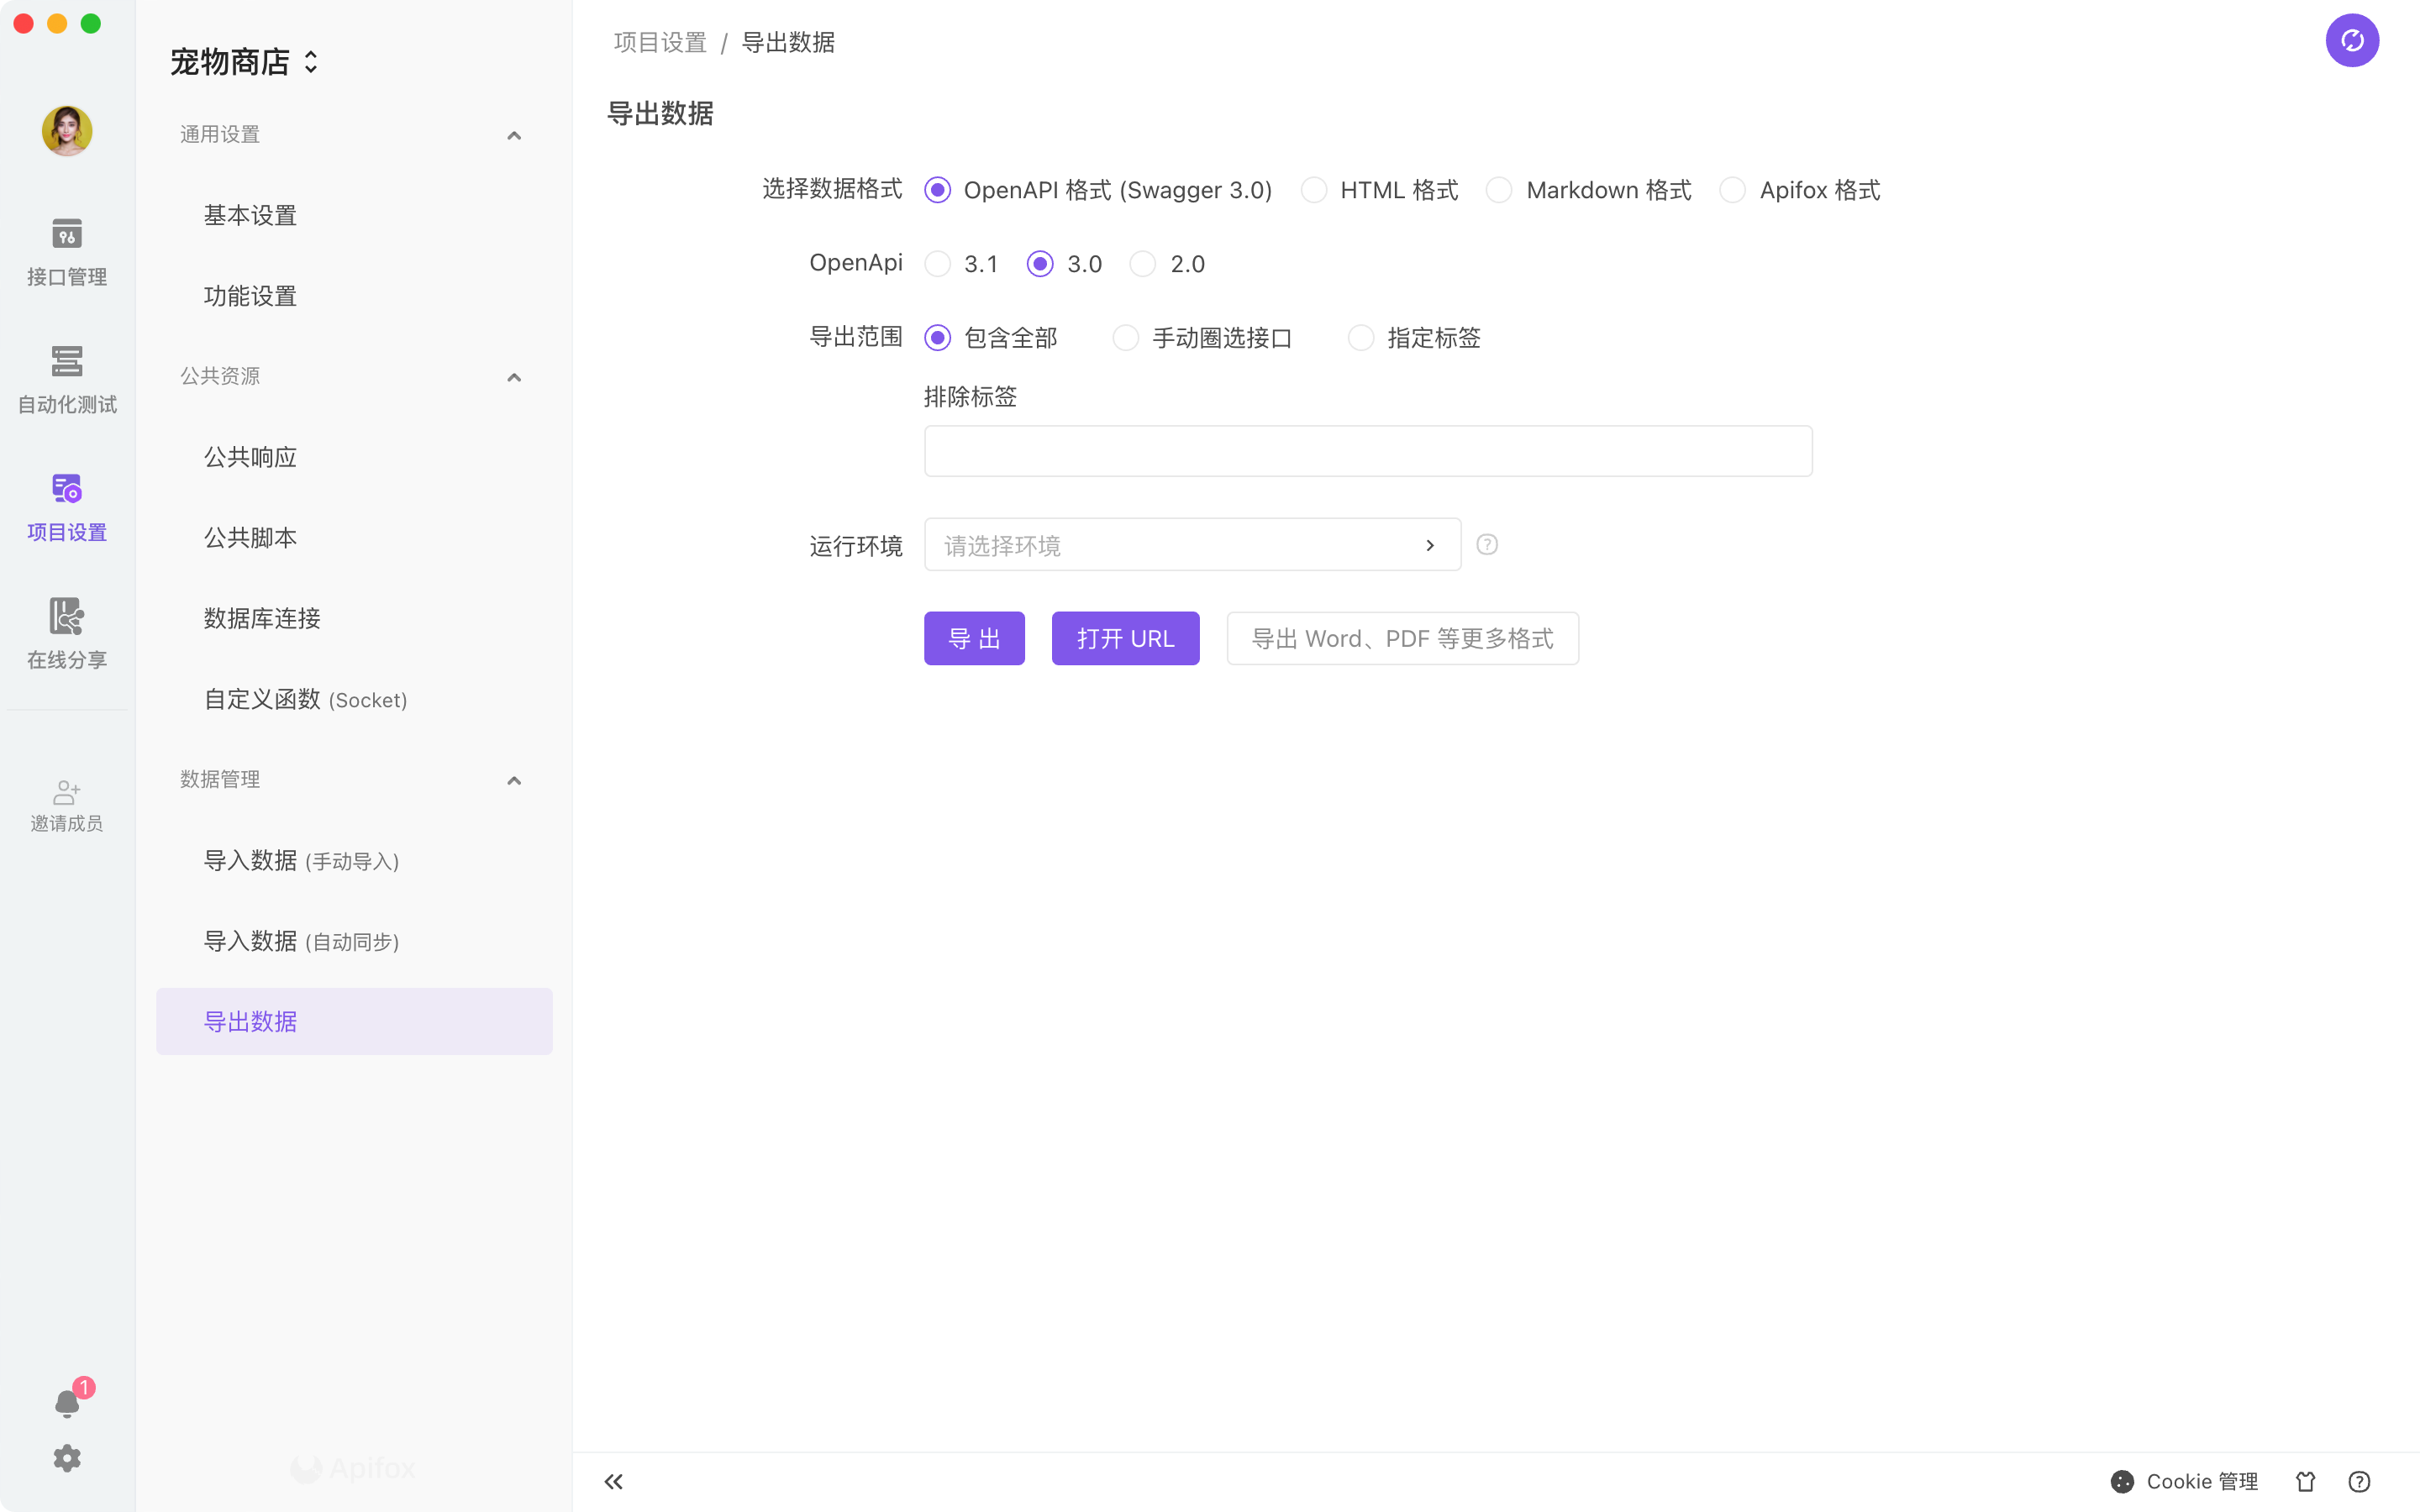 宠物商店
通用设置
基本设置
功能设置
公共资源
公共响应
公共脚本
数据库连接
自定义函数 (Socket)
数据管理
导入数据 (手动导入)
导入数据 (自动同步)
导出数据
Apifox
接口管理
自动化测试
项目设置
在线分享
邀请成员
1
项目设置 / 导出数据
导出数据
选择数据格式 OpenAPI 格式 (Swagger 3.0) HTML 格式 Markdown 格式 Apifox 格式
OpenApi 3.1 3.0 2.0
导出范围 包含全部 手动圈选接口 指定标签
排除标签
运行环境 请选择环境
导 出 打开 URL 导出 Word、PDF 等更多格式
Cookie 管理